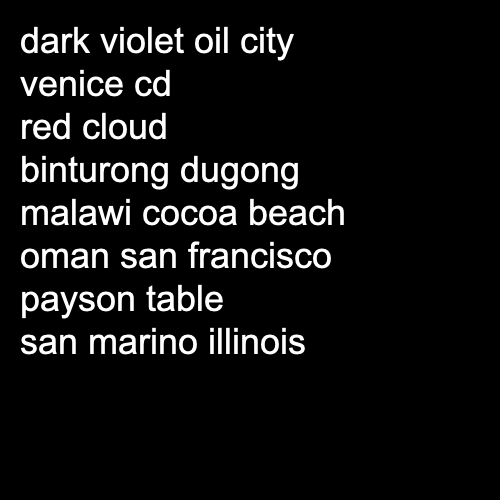 dark violet oil city
venice cd
red cloud
binturong dugong
malawi cocoa beach
oman san francisco
payson table
san marino illinois